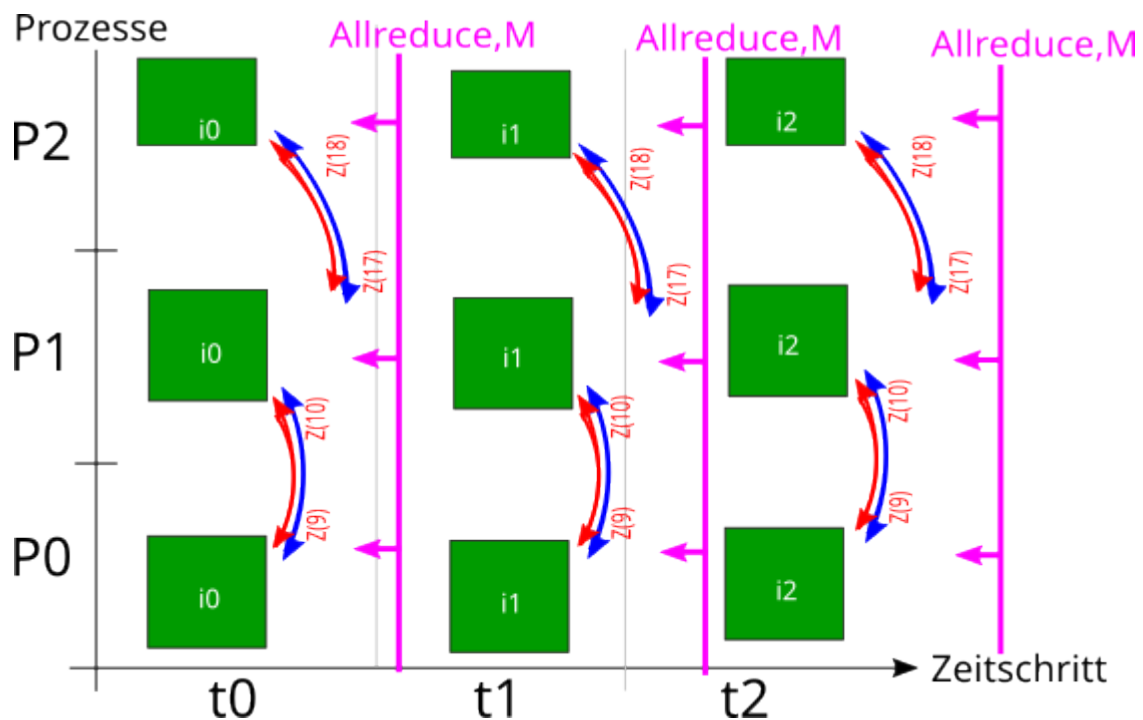 Prozesse
Allreduce,M
Allreduce,M
Allreduce,M
P2
i0
i1
i2
Z(18)
Z(18)
Z(18)
Z(17)
Z(17)
Z(17)
P1
i0
i1
i2
Z(10)
Z(10)
Z(10)
Z(9)
Z(9)
Z(9)
P0
i0
i1
i2
Zeitschritt
t0
t1
t2